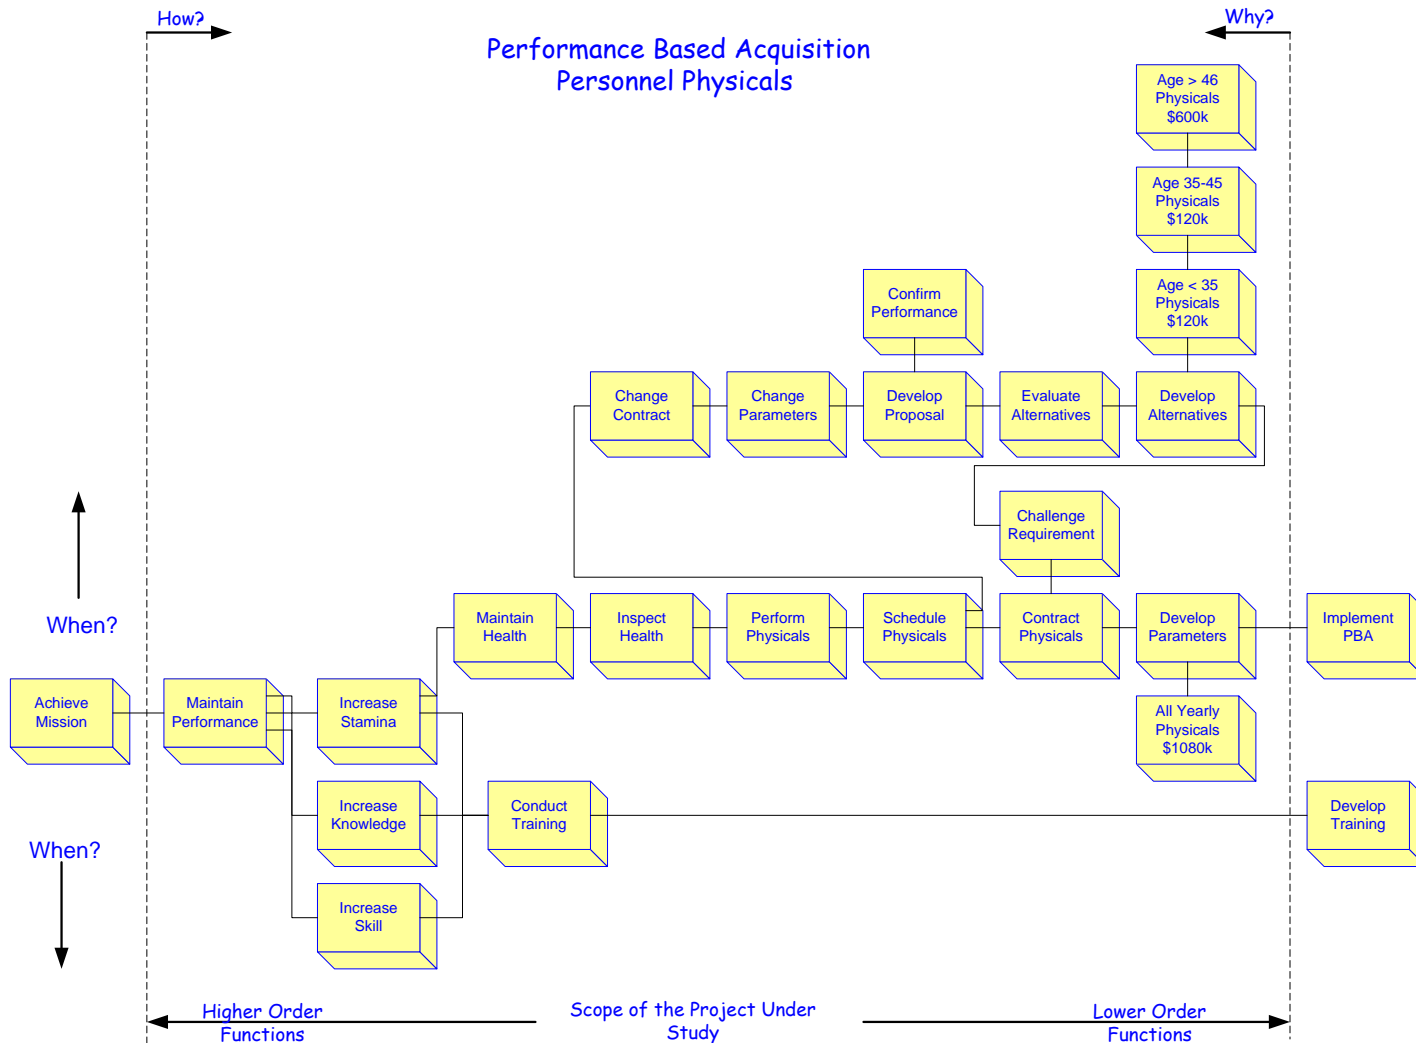 How?
Why?
Performance Based Acquisition
Personnel Physicals
Age > 46
Physicals
$600k
Age 35-45
Physicals
$120k
Age < 35
Physicals
$120k
Confirm
Performance
Change
Contract
Change
Parameters
Develop
Proposal
Evaluate
Alternatives
Develop
Alternatives
Challenge
Requirement
When?
Maintain
Health
Inspect
Health
Perform
Physicals
Schedule
Physicals
Contract
Physicals
Develop
Parameters
Implement
PBA
Achieve
Mission
Maintain
Performance
Increase
Stamina
All Yearly
Physicals
$1080k
When?
Increase
Knowledge
Conduct
Training
Develop
Training
Increase
Skill
Higher Order
Functions
Scope of the Project Under
Study
Lower Order
Functions